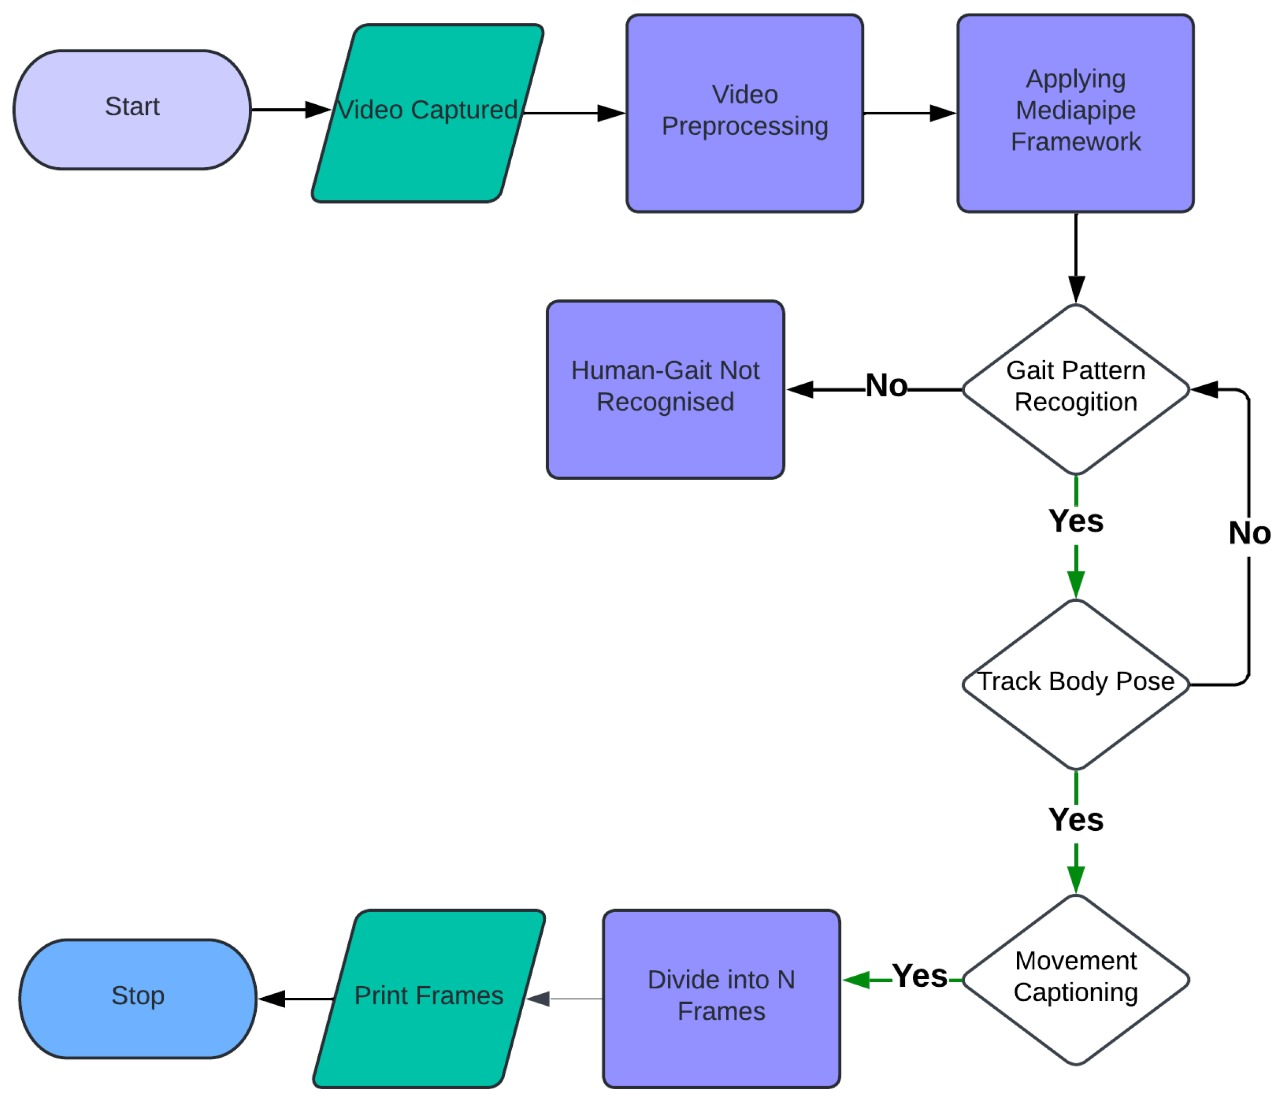 Start
Video Captured
Video
Preprocessing
Applying
Mediapipe
Framework
Human-Gait Not
Recognised
No
Gait Pattern
Recogition
Yes
No
Track Body Pose
Yes
Movement
Captioning
Yes
Divide into N
Frames
Print Frames
Stop